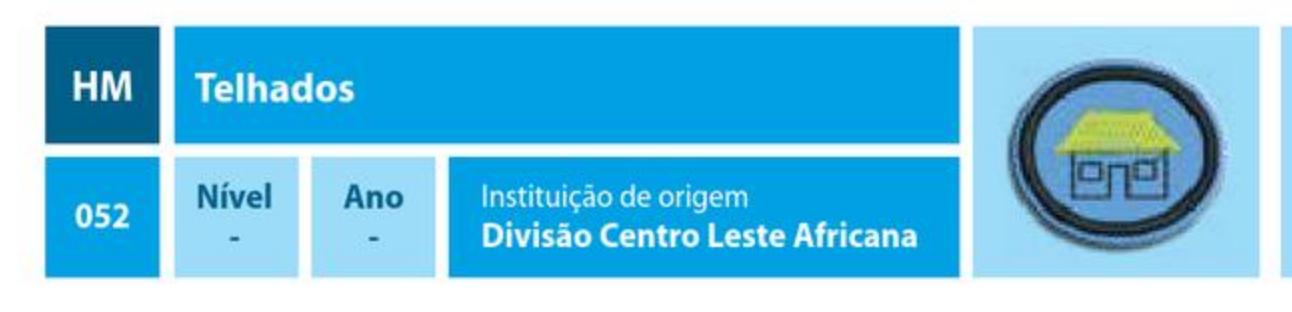 HM
Telhados
052
Nível
-
Ano
-
Instituição de origem
Divisão Centro Leste Africana